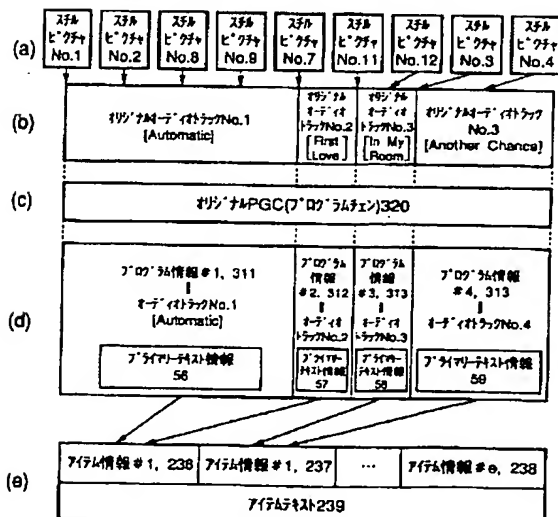 (a)
スチル
ピクチャ
No.1
スチル
ピクチャ
No.2
スチル
ピクチャ
No.8
スチル
ピクチャ
No.9
スチル
ピクチャ
No.7
スチル
ピクチャ
No.11
スチル
ピクチャ
No.12
スチル
ピクチャ
No.3
スチル
ピクチャ
No.4
(b)
オリジナルオーディオトラックNo.1
[Automatic]
オリジナル
オーディオ
トラックNo.2
[First
Love]
オリジナル
オーディオ
トラックNo.3
[In My
Room]
オリジナルオーディオトラック
No.3
[Another Chance]
(c)
オリジナルPGC(プログラムチェン)320
(d)
プログラム情報#1, 311
‖
オーディオトラックNo.1
[Automatic]
プライマリーテキスト情報
56
プログラム
情報
#2, 312
‖
オーディオ
トラックNo.2
プライマリー
テキスト情報
57
プログラム
情報
#3, 313
‖
オーディオ
トラックNo.3
プライマリー
テキスト情報
58
プログラム情報
#4, 313
‖
オーディオトラックNo.4
プライマリーテキスト情報
59
(e)
アイテム情報#1, 236
アイテム情報#1, 237
…
アイテム情報#e, 238
アイテムテキスト239